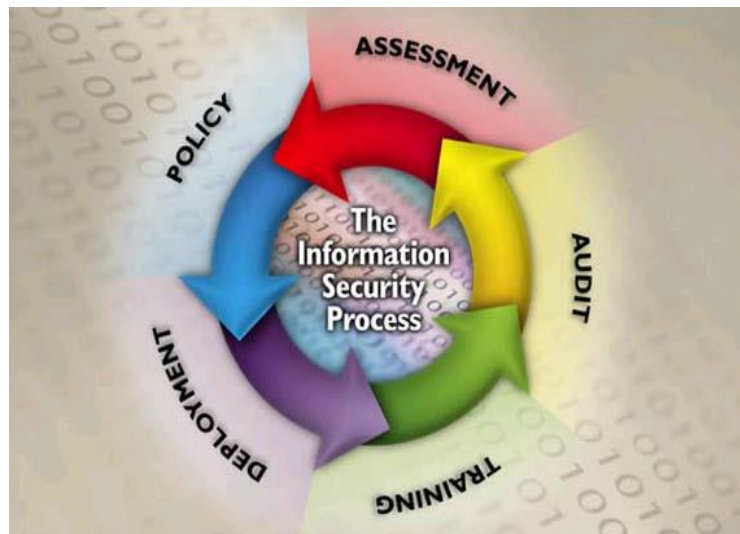 ASSESSMENT
POLICY
The
Information
Security
Process
AUDIT
DEPLOYMENT
TRAINING